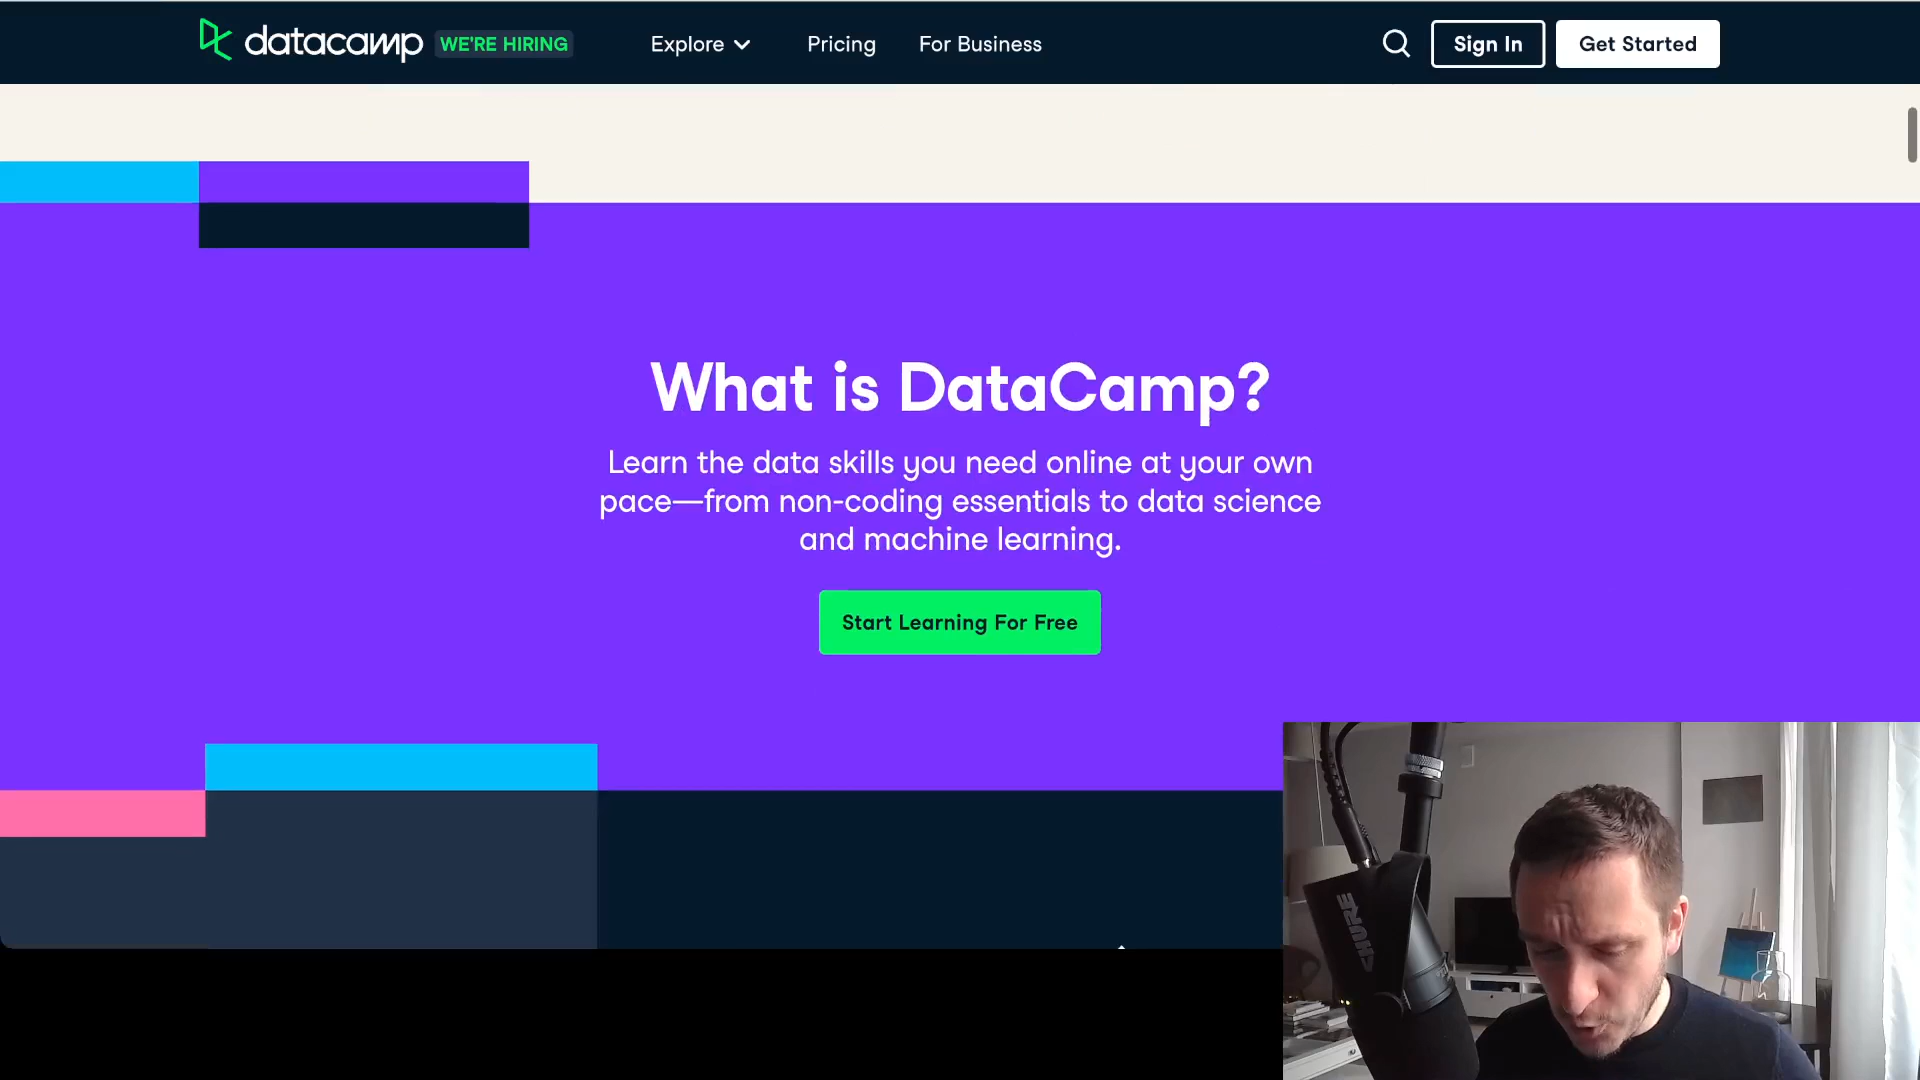 datacamp WE'RE HIRING Explore Pricing For Business Sign In Get Started
What is DataCamp?
Learn the data skills you need online at your own
pace—from non-coding essentials to data science
and machine learning.
Start Learning For Free
SHURE